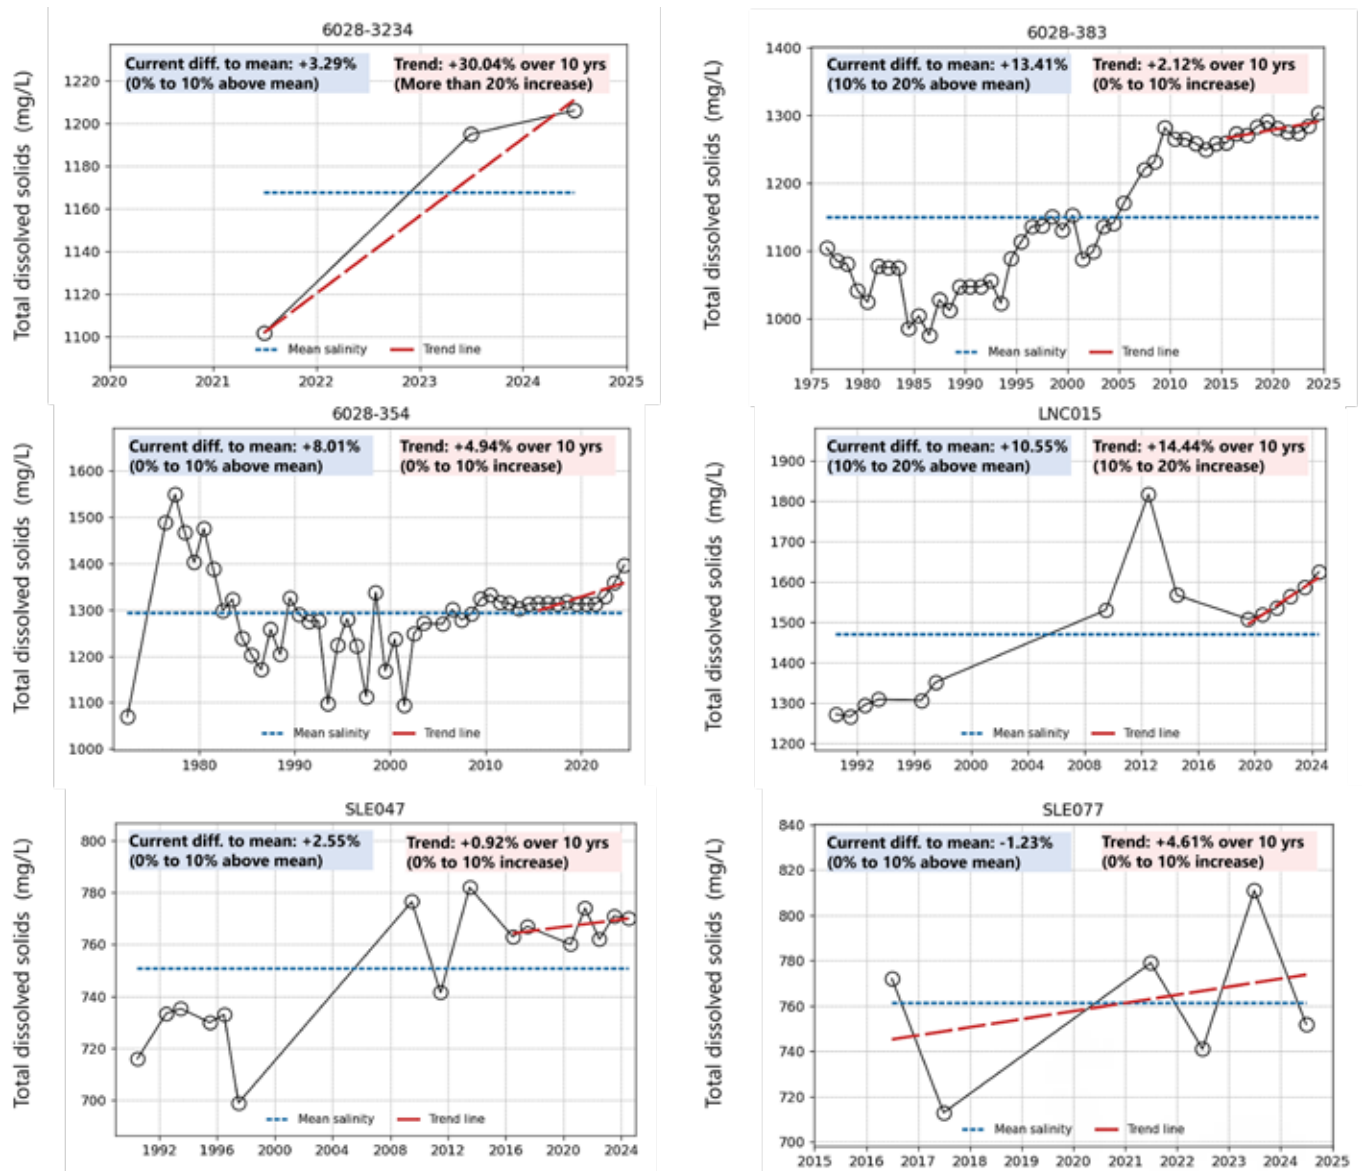 6028-3234
Total dissolved solids (mg/L)
Current diff. to mean: +3.29%
(0% to 10% above mean)
Trend: +30.04% over 10 yrs
(More than 20% increase)
1220
1200
1180
1160
1140
1120
1100
Mean salinity
Trend line
2020 2021 2022 2023 2024 2025
6028-383
Total dissolved solids (mg/L)
Current diff. to mean: +13.41%
(10% to 20% above mean)
Trend: +2.12% over 10 yrs
(0% to 10% increase)
1400
1300
1200
1100
1000
Mean salinity
Trend line
1975 1980 1985 1990 1995 2000 2005 2010 2015 2020 2025
6028-354
Total dissolved solids (mg/L)
Current diff. to mean: +8.01%
(0% to 10% above mean)
Trend: +4.94% over 10 yrs
(0% to 10% increase)
1600
1500
1400
1300
1200
1100
1000
Mean salinity
Trend line
1980 1990 2000 2010 2020
LNC015
Total dissolved solids (mg/L)
Current diff. to mean: +10.55%
(10% to 20% above mean)
Trend: +14.44% over 10 yrs
(10% to 20% increase)
1900
1800
1700
1600
1500
1400
1300
1200
Mean salinity
Trend line
1992 1996 2000 2004 2008 2012 2016 2020 2024
SLE047
Total dissolved solids (mg/L)
Current diff. to mean: +2.55%
(0% to 10% above mean)
Trend: +0.92% over 10 yrs
(0% to 10% increase)
800
780
760
740
720
700
Mean salinity
Trend line
1992 1996 2000 2004 2008 2012 2016 2020 2024
SLE077
Total dissolved solids (mg/L)
Current diff. to mean: -1.23%
(0% to 10% above mean)
Trend: +4.61% over 10 yrs
(0% to 10% increase)
840
820
800
780
760
740
720
700
Mean salinity
Trend line
2015 2016 2017 2018 2019 2020 2021 2022 2023 2024 2025